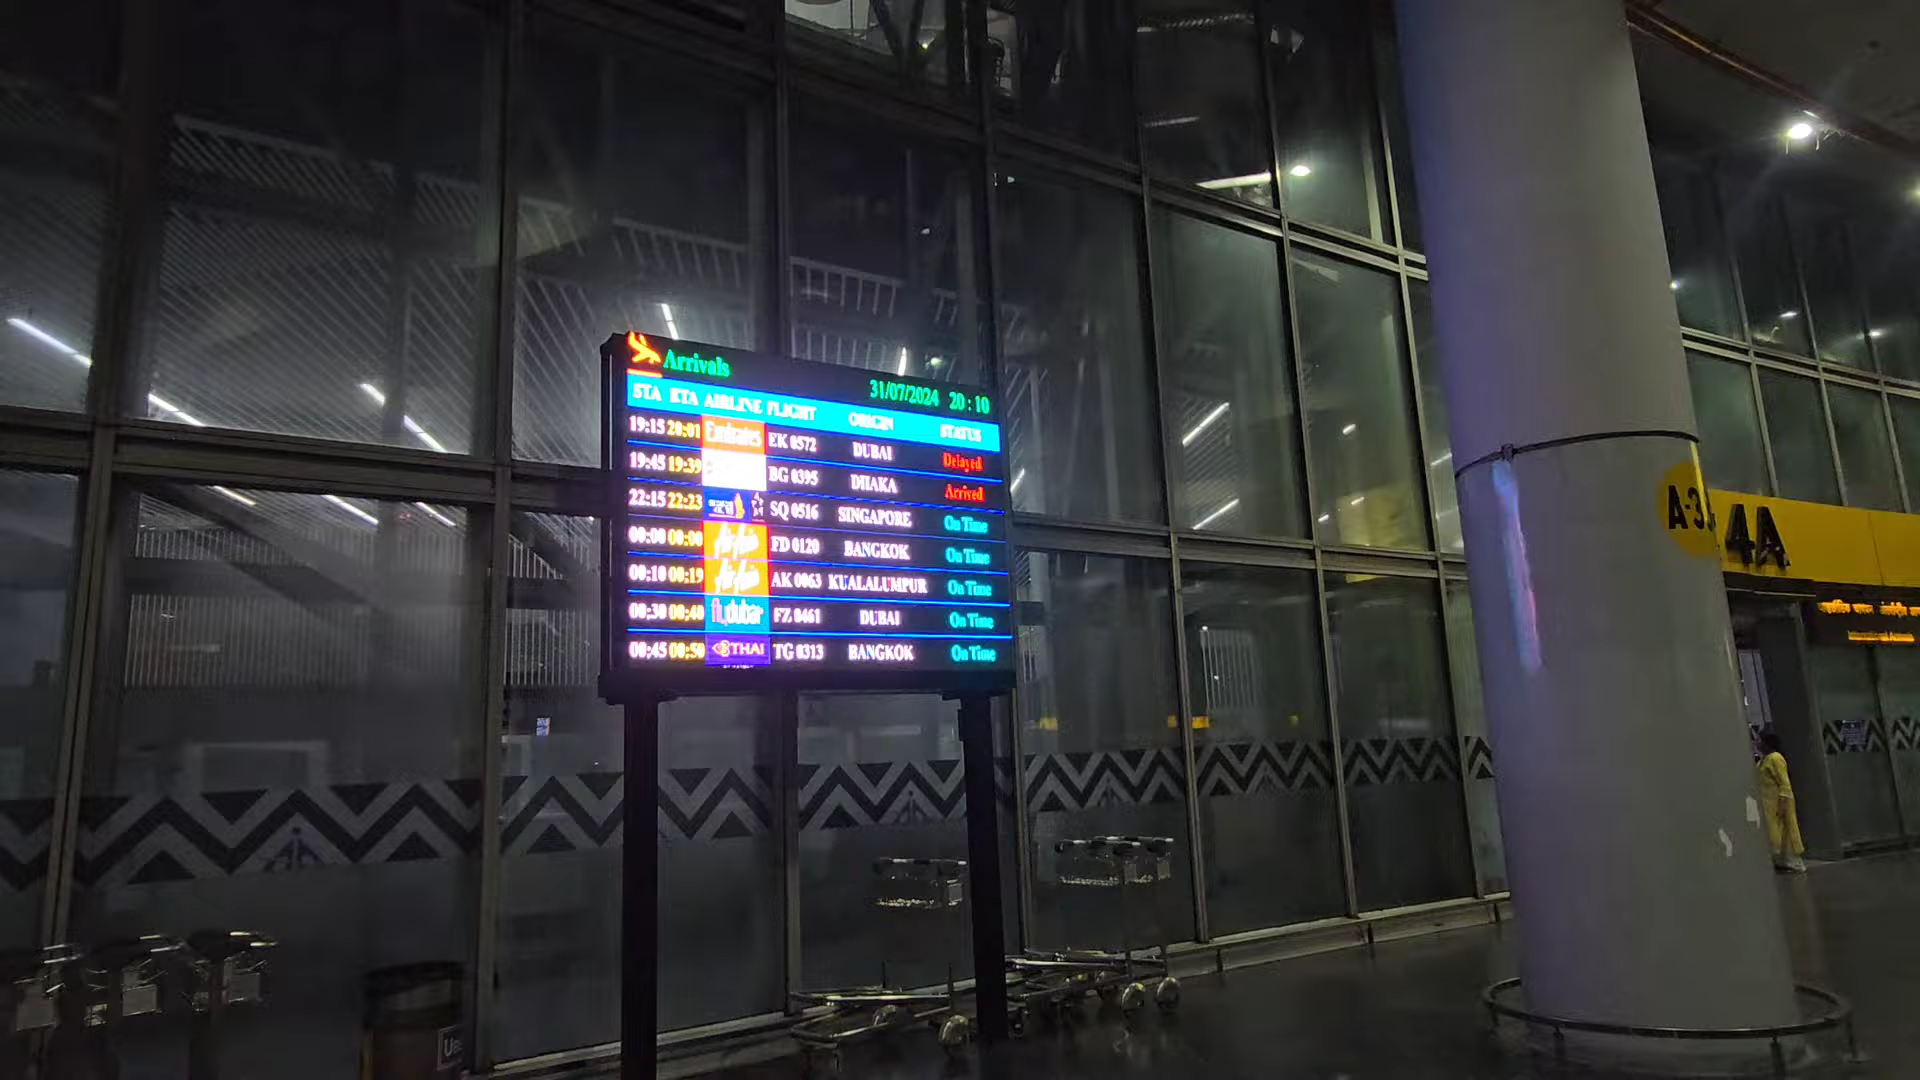 Arrivals
31/07/2024 20:10
STA ETA AIRLINE FLIGHT ORIGIN STATUS
19:15 20:01 Emirates EK 0572 DUBAI Delayed
19:45 19:39 BG 0395 DHAKA Arrived
22:15 22:23 SQ 0516 SINGAPORE On Time
00:00 00:00 AirAsia FD 0120 BANGKOK On Time
00:10 00:19 AirAsia AK 0063 KUALALUMPUR On Time
00:30 00:40 flydubai FZ 0461 DUBAI On Time
00:45 00:50 THAI TG 0313 BANGKOK On Time
A-3
4A